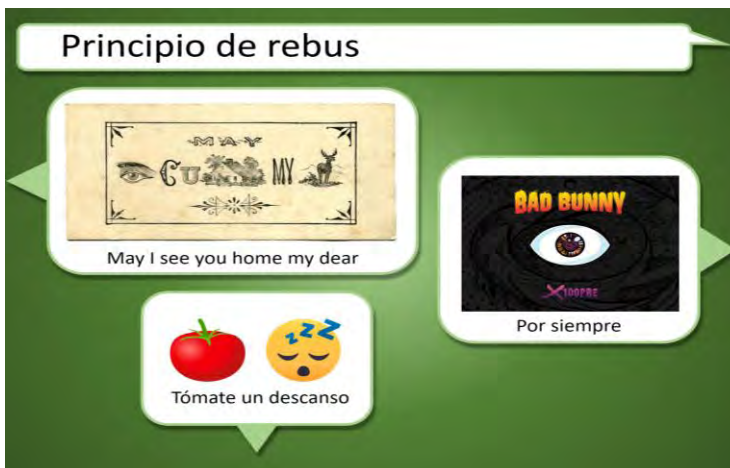 Principio de rebus
MAY
CU MY
May I see you home my dear
BAD BUNNY
X100PRE
Por siempre
Tómate un descanso